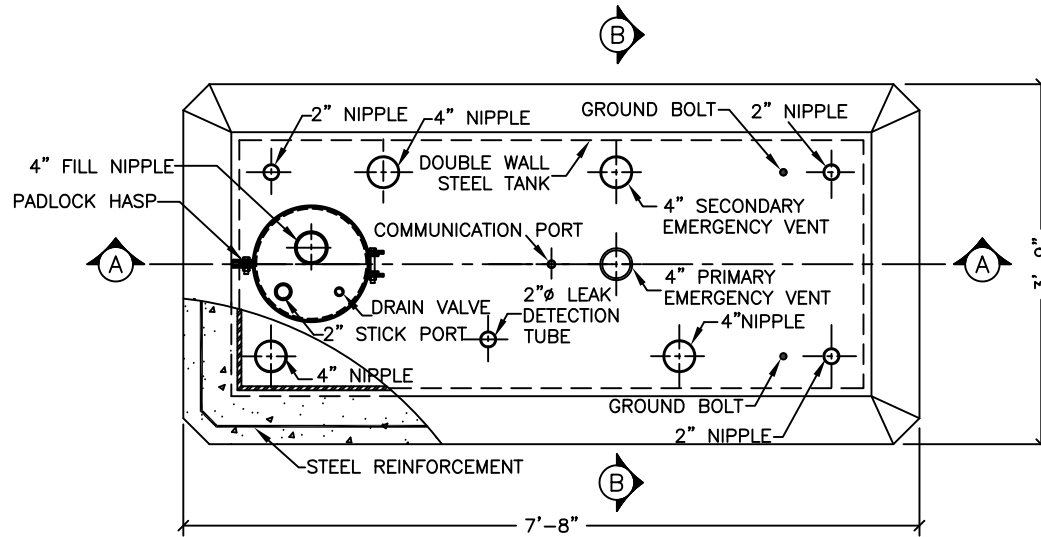 B
2” NIPPLE
4” NIPPLE
GROUND BOLT
2” NIPPLE
4” FILL NIPPLE
DOUBLE WALL
STEEL TANK
PADLOCK HASP
4” SECONDARY
EMERGENCY VENT
COMMUNICATION PORT
A
A
4” PRIMARY
EMERGENCY VENT
2”ø LEAK
DETECTION
TUBE
DRAIN VALVE
2”
STICK PORT
4”NIPPLE
4” NIPPLE
GROUND BOLT
2” NIPPLE
STEEL REINFORCEMENT
B
7’-8”